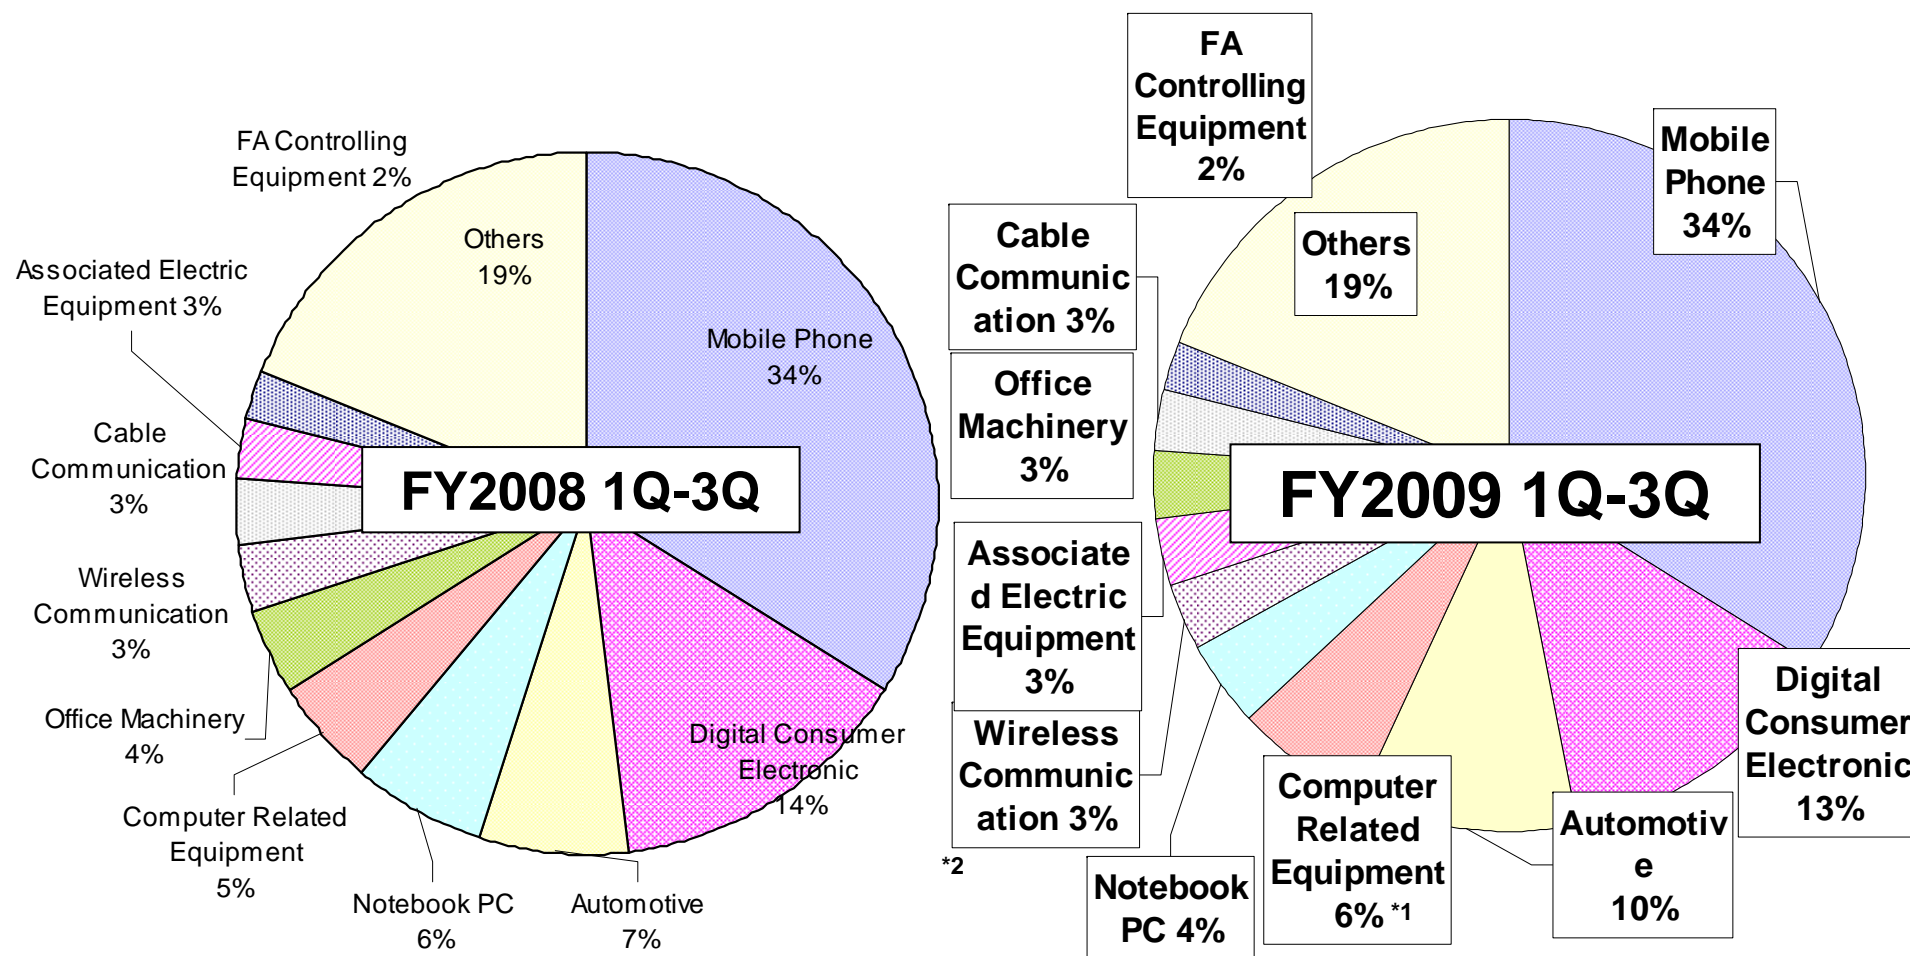 FA Controlling
Equipment 2%
Others
19%
Associated Electric
Equipment 3%
Mobile Phone
34%
Cable
Communication
3%
FY2008 1Q-3Q
Wireless
Communication
3%
Office Machinery
4%
Digital Consumer
Electronic
14%
Computer Related
Equipment
5%
Notebook PC
6%
Automotive
7%
FA
Controlling
Equipment
2%
Mobile
Phone
34%
Cable
Communic
ation 3%
Others
19%
Office
Machinery
3%
FY2009 1Q-3Q
Associate
d Electric
Equipment
3%
Wireless
Communic
ation 3%
*2
Digital
Consumer
Electronic
13%
Notebook
PC 4%
Computer
Related
Equipment
6% *1
Automotiv
e
10%